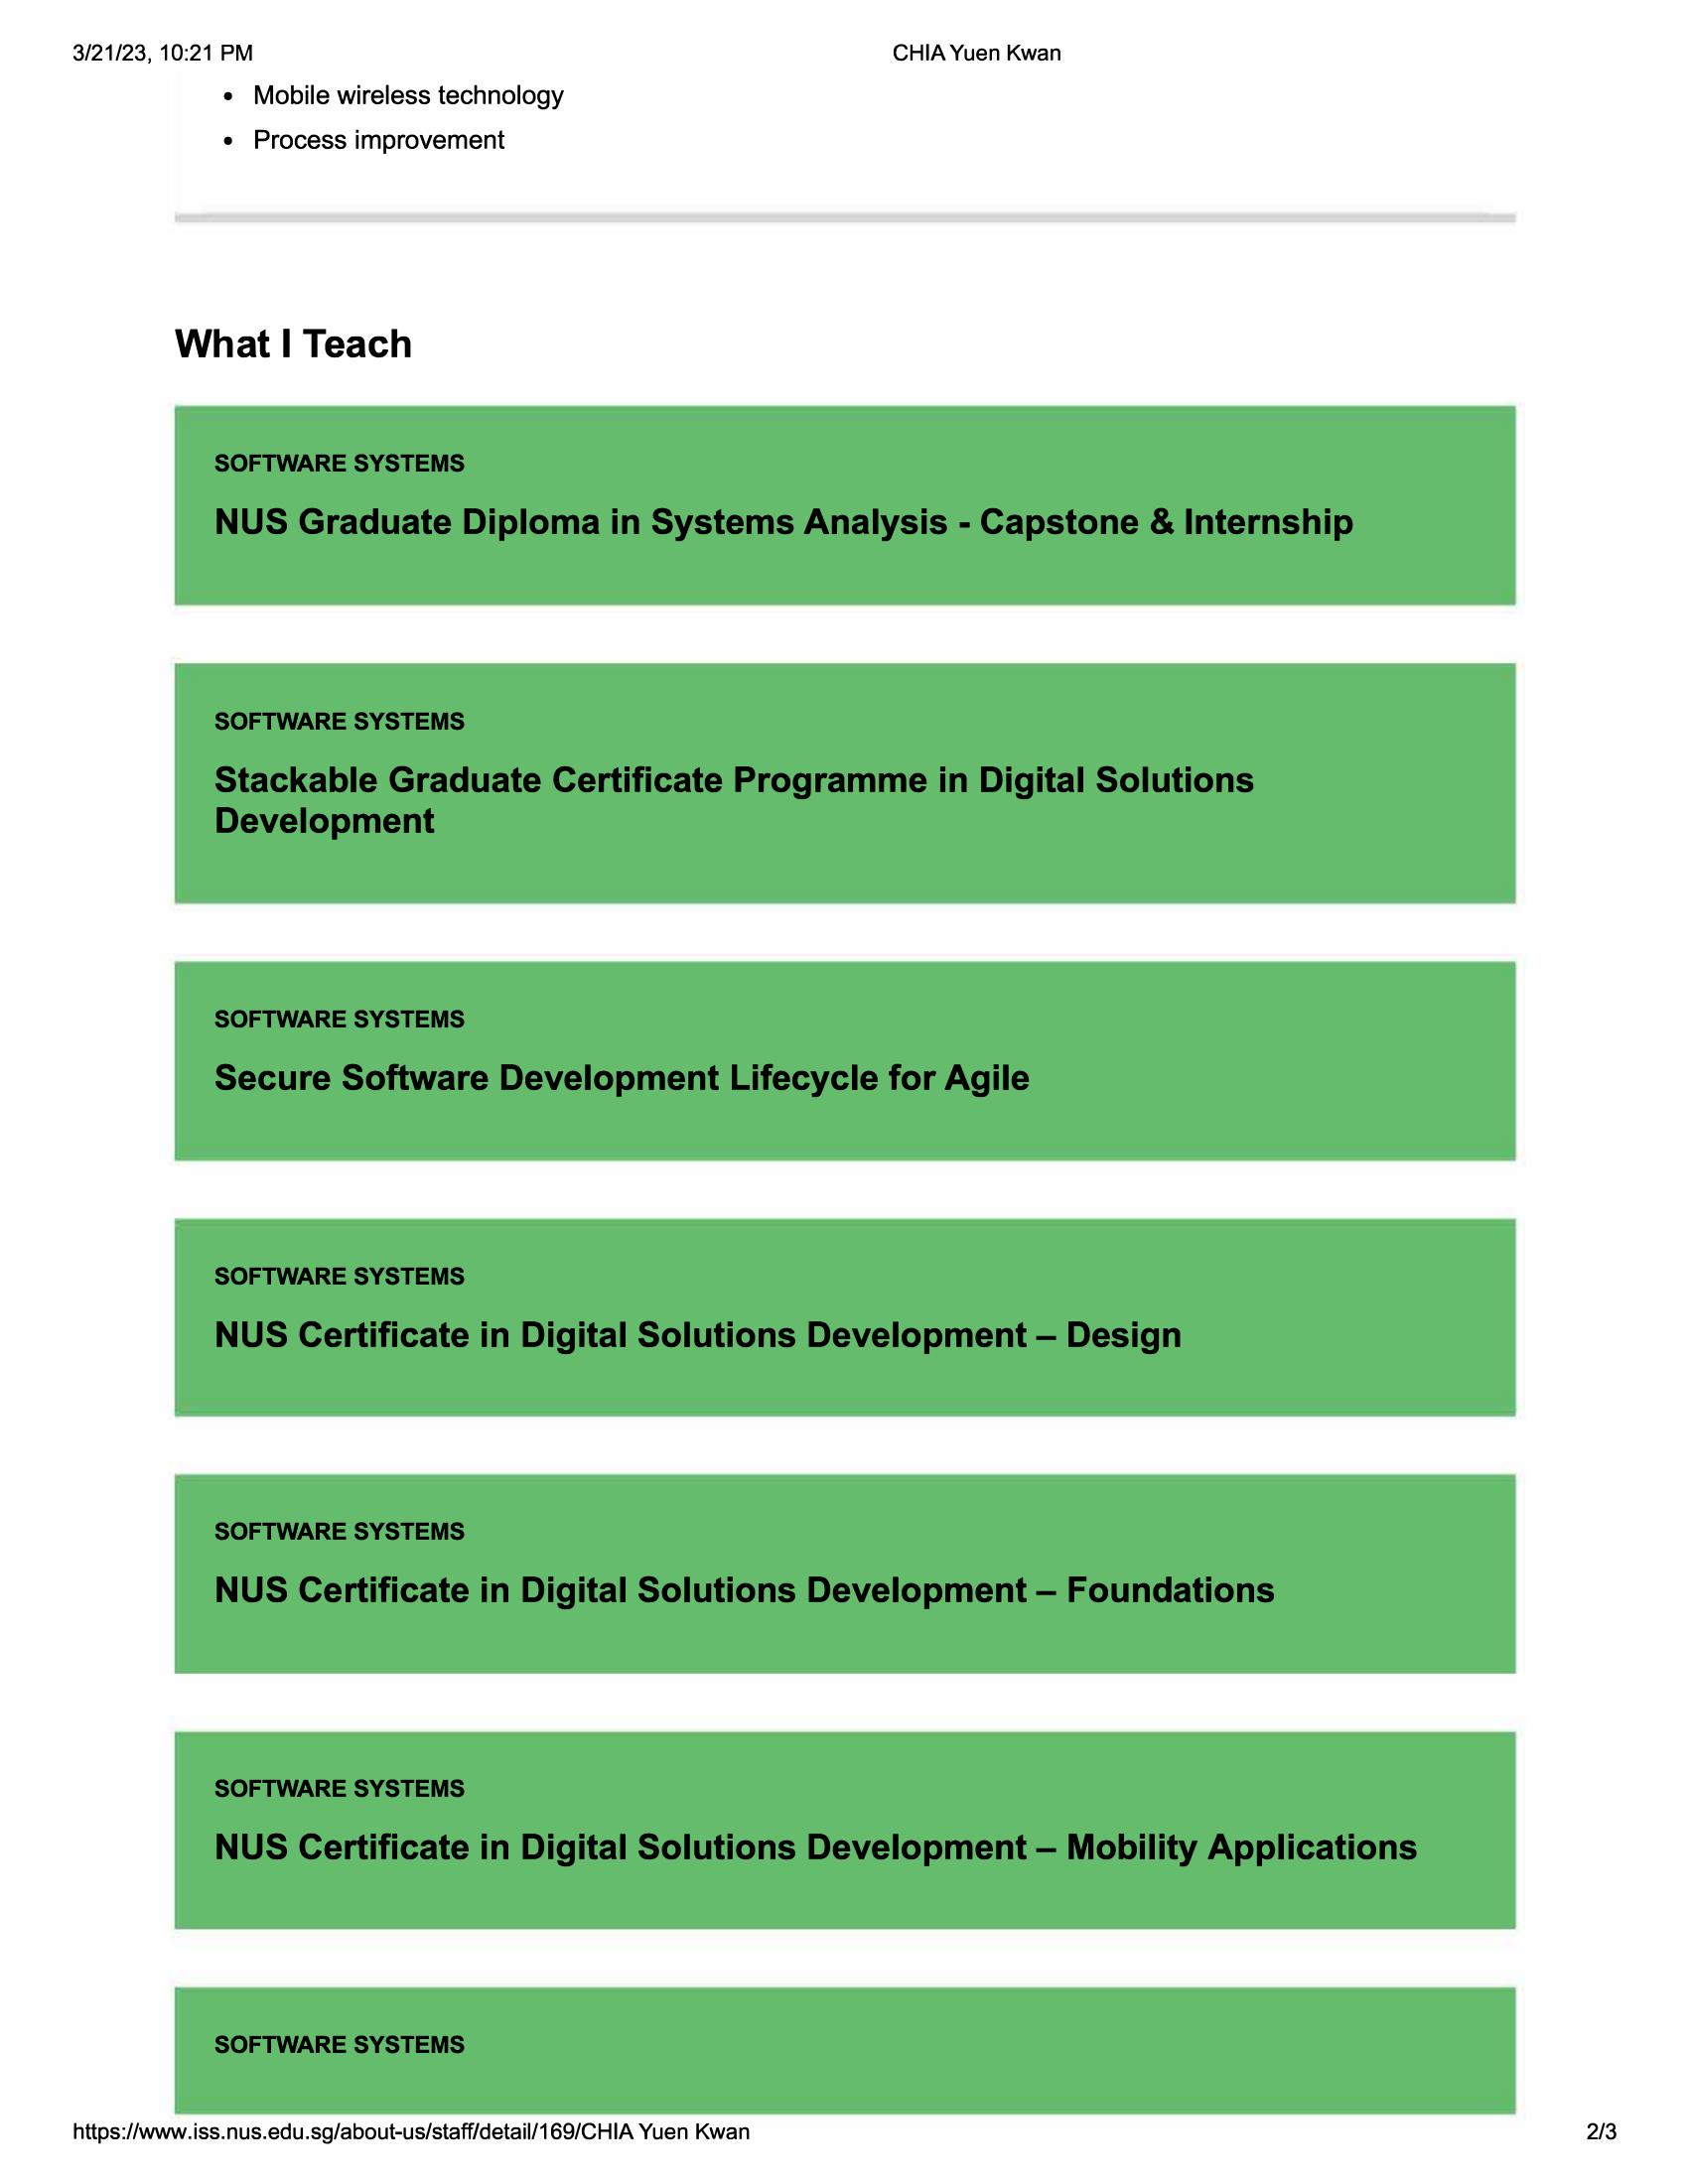 3/21/23, 10:21 PM CHIA Yuen Kwan
• Mobile wireless technology
• Process improvement
What I Teach
SOFTWARE SYSTEMS
NUS Graduate Diploma in Systems Analysis - Capstone & Internship
SOFTWARE SYSTEMS
Stackable Graduate Certificate Programme in Digital Solutions
Development
SOFTWARE SYSTEMS
Secure Software Development Lifecycle for Agile
SOFTWARE SYSTEMS
NUS Certificate in Digital Solutions Development – Design
SOFTWARE SYSTEMS
NUS Certificate in Digital Solutions Development – Foundations
SOFTWARE SYSTEMS
NUS Certificate in Digital Solutions Development – Mobility Applications
SOFTWARE SYSTEMS
https://www.iss.nus.edu.sg/about-us/staff/detail/169/CHIA Yuen Kwan 2/3